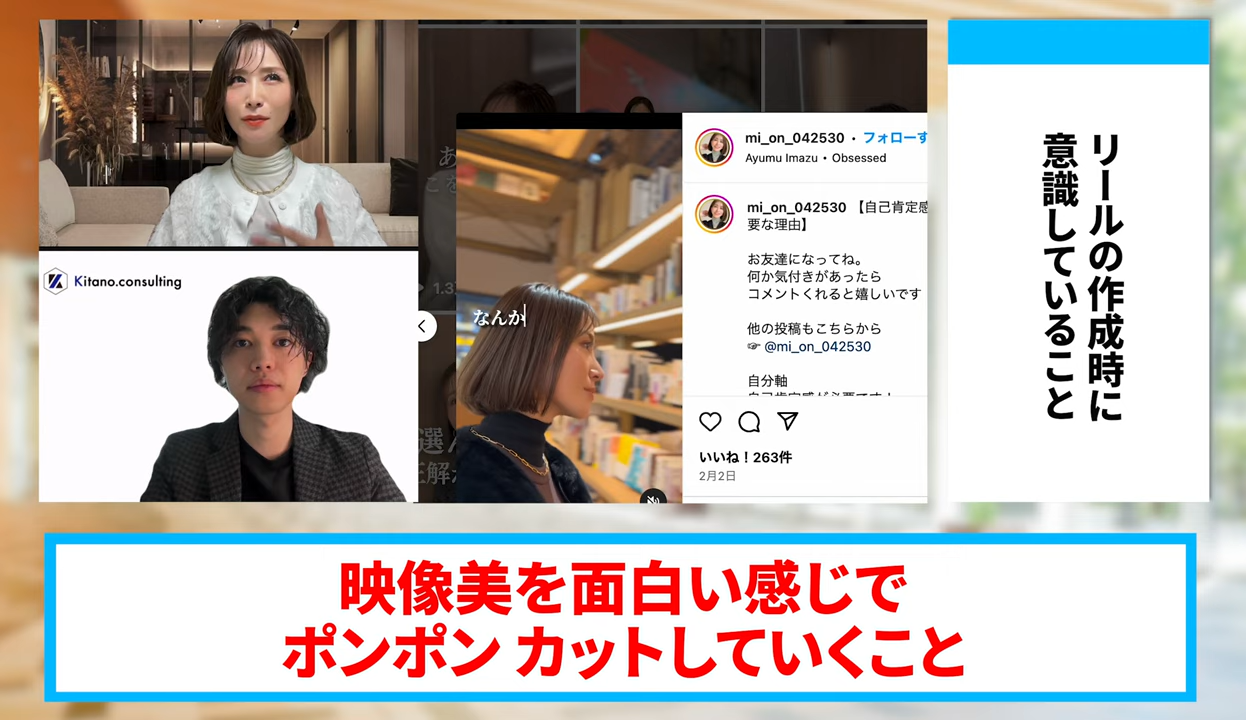 Kitano.consulting
なんか
mi_on_042530 • フォローす
Ayumu Imazu • Obsessed
mi_on_042530 【自己肯定感
要な理由】
お友達になってね。
何か気付きがあったら
コメントくれると嬉しいです
他の投稿もこちらから
☞ @mi_on_042530
自分軸
いいね！263件
2月2日
リールの作成時に
意識していること
映像美を面白い感じで
ポンポン カットしていくこと